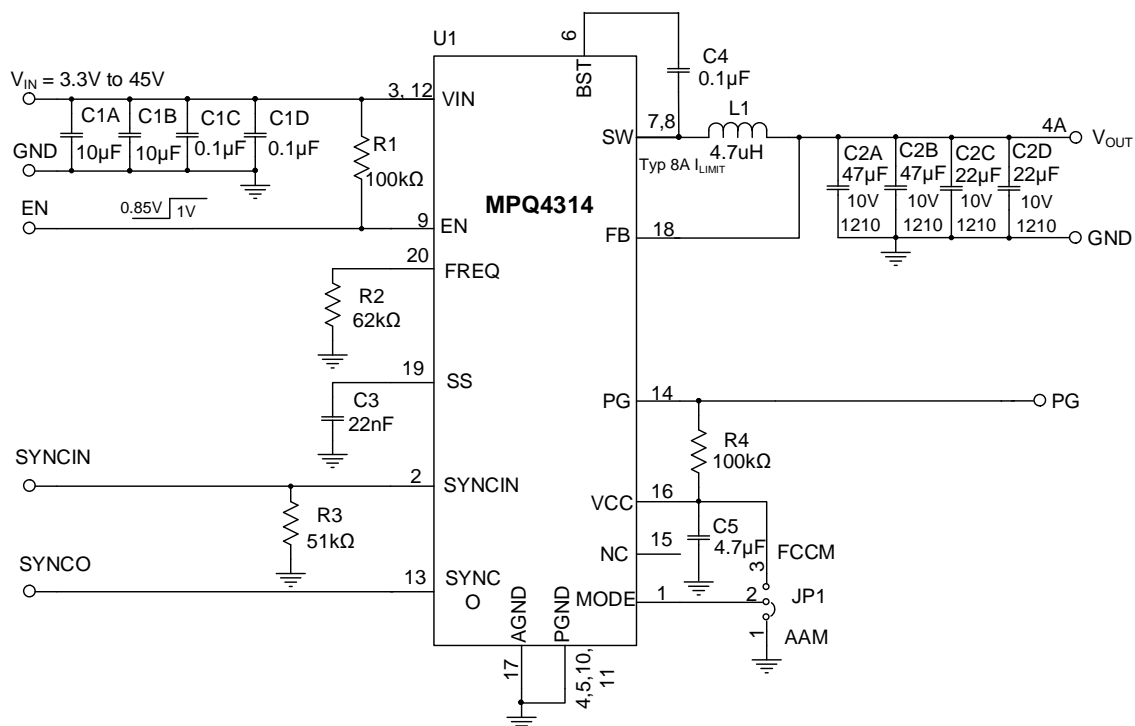 U1
6
BST
C4
0.1µF
VIN = 3.3V to 45V
3, 12
VIN
C1A
C1B
C1C
C1D
10µF
10µF
0.1µF
0.1µF
GND
R1
100kΩ
EN
0.85V
1V
9
EN
MPQ4314
SW
7,8
L1
4.7uH
Typ 8A ILIMIT
4A
VOUT
C2A
47µF
10V
1210
C2B
47µF
10V
1210
C2C
22µF
10V
1210
C2D
22µF
10V
1210
GND
FB
18
20
FREQ
R2
62kΩ
19
SS
C3
22nF
PG
14
PG
R4
100kΩ
SYNCIN
2
SYNCIN
R3
51kΩ
VCC
16
C5
4.7µF
NC
15
FCCM
3
SYNCO
13
SYNC
O
MODE
1
2
JP1
1
AAM
AGND
PGND
17
4,5,10,
11